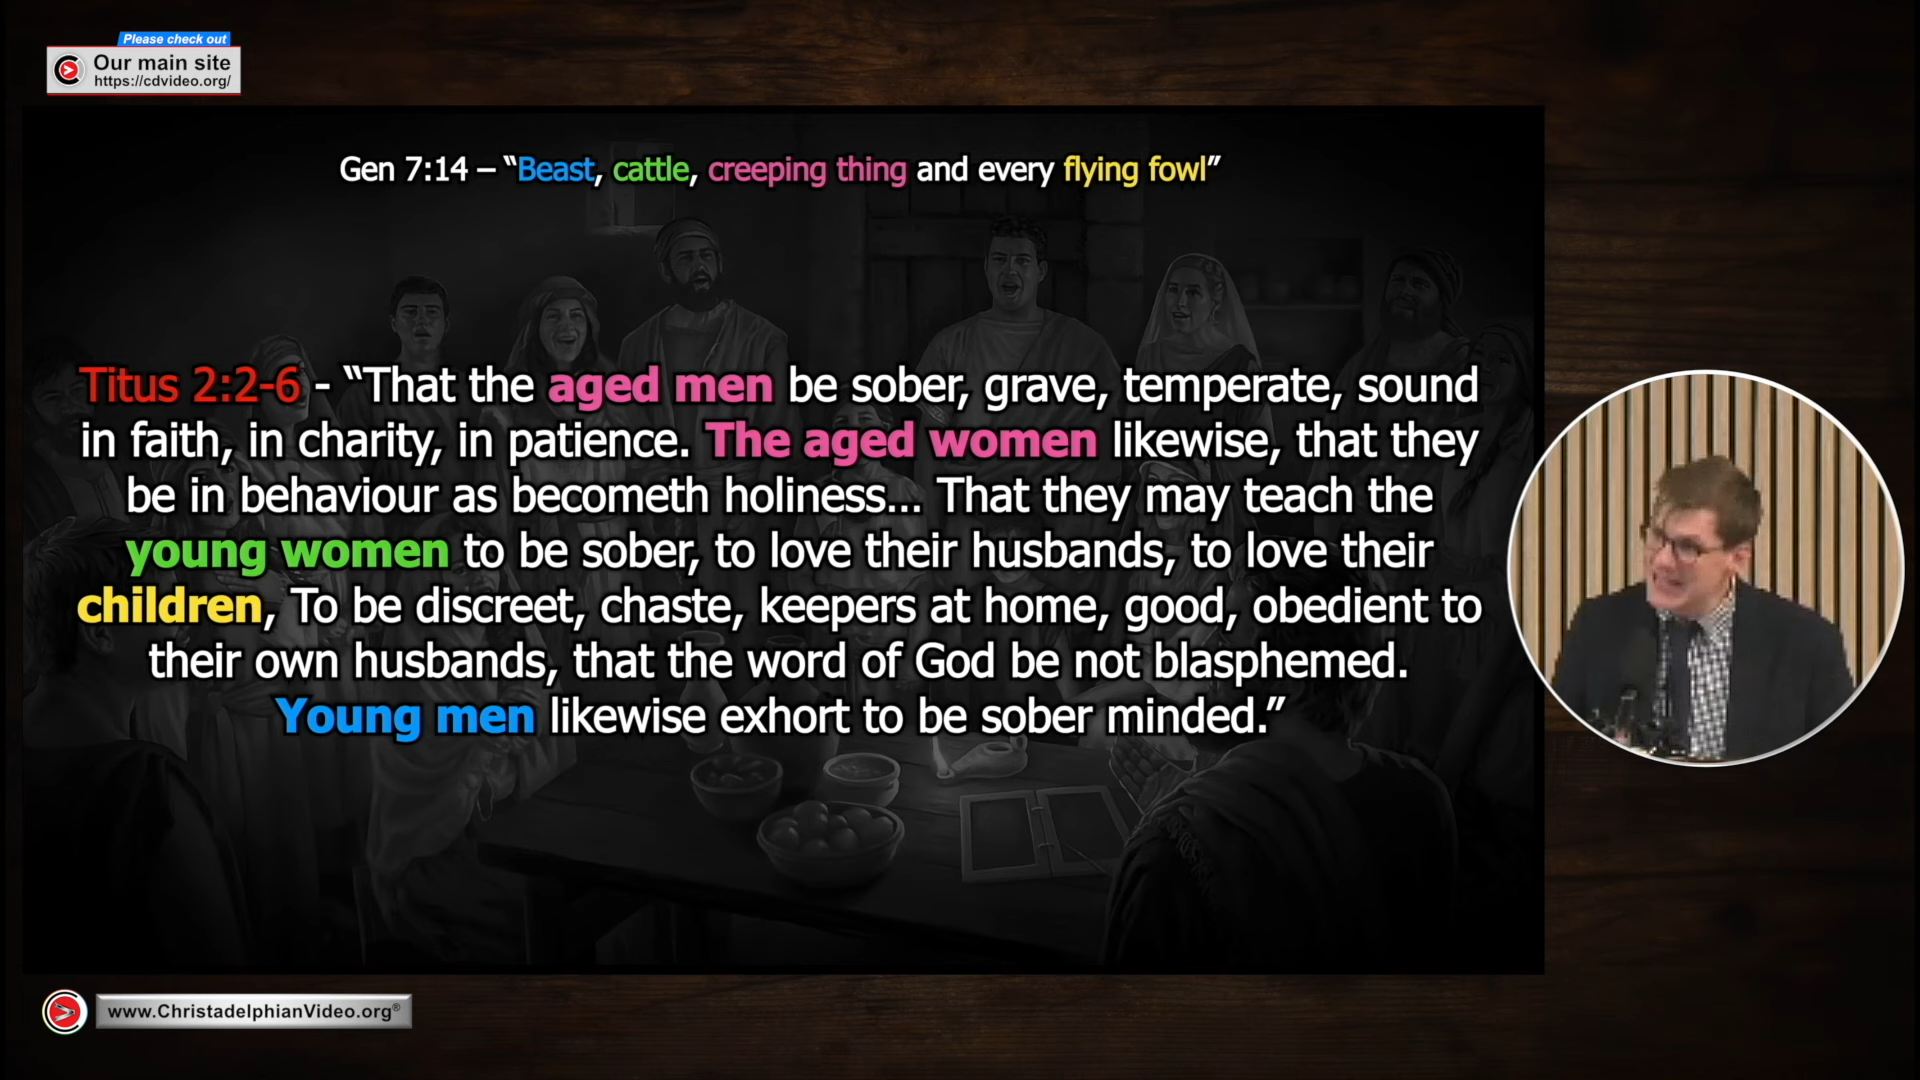 Please check out
Our main site
https://cdvideo.org/
Gen 7:14 – “Beast, cattle, creeping thing and every flying fowl”
Titus 2:2-6 - “That the aged men be sober, grave, temperate, sound
in faith, in charity, in patience. The aged women likewise, that they
be in behaviour as becometh holiness... That they may teach the
young women to be sober, to love their husbands, to love their
children, To be discreet, chaste, keepers at home, good, obedient to
their own husbands, that the word of God be not blasphemed.
Young men likewise exhort to be sober minded.”
www.ChristadelphianVideo.org®